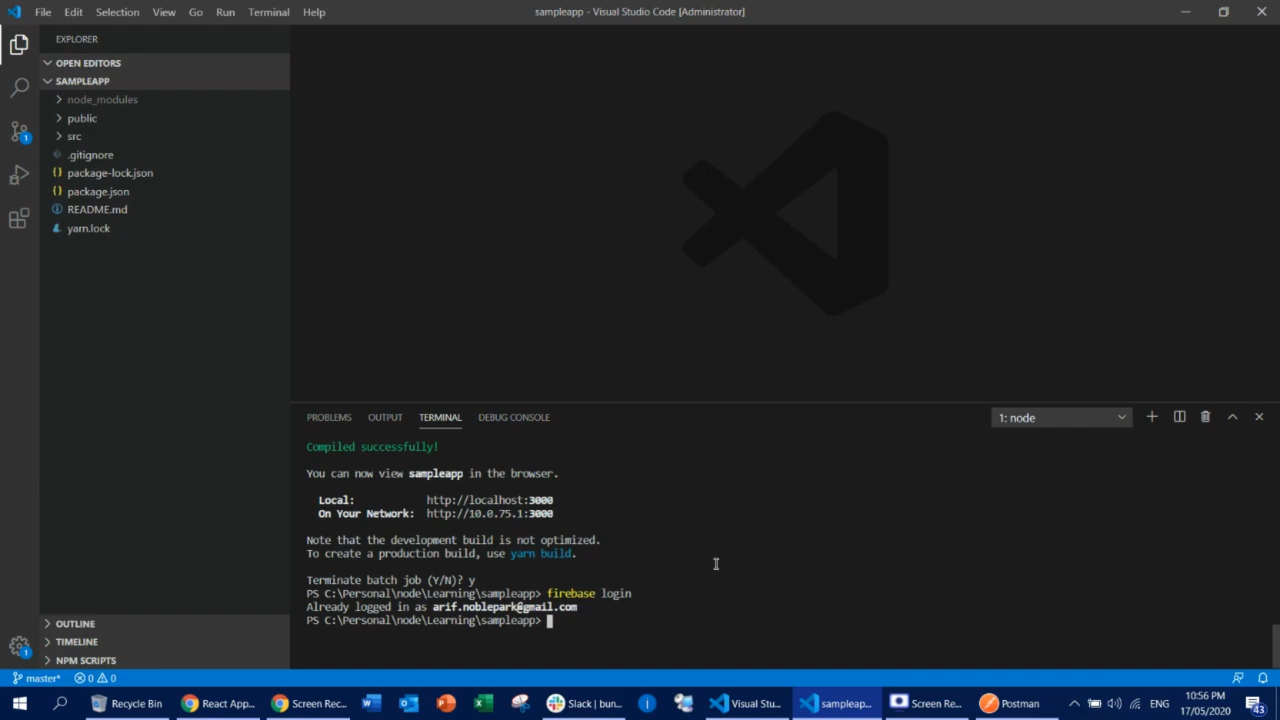 File Edit Selection View Go Run Terminal Help
sampleapp - Visual Studio Code [Administrator]
EXPLORER
OPEN EDITORS
SAMPLEAPP
node_modules
public
src
.gitignore
{} package-lock.json
{} package.json
README.md
yarn.lock
OUTLINE
TIMELINE
NPM SCRIPTS
1
1
PROBLEMS OUTPUT TERMINAL DEBUG CONSOLE
1: node
Compiled successfully!
You can now view sampleapp in the browser.
Local: http://localhost:3000
On Your Network: http://10.0.75.1:3000
Note that the development build is not optimized.
To create a production build, use yarn build.
Terminate batch job (Y/N)? y
PS C:\Personal\node\Learning\sampleapp> firebase login
Already logged in as arif.noblepark@gmail.com
PS C:\Personal\node\Learning\sampleapp>
master* 0 0
Recycle Bin
React App...
Screen Rec...
Slack | bun...
Visual Stu...
sampleap...
Screen Re...
Postman
ENG
10:56 PM
17/05/2020
43